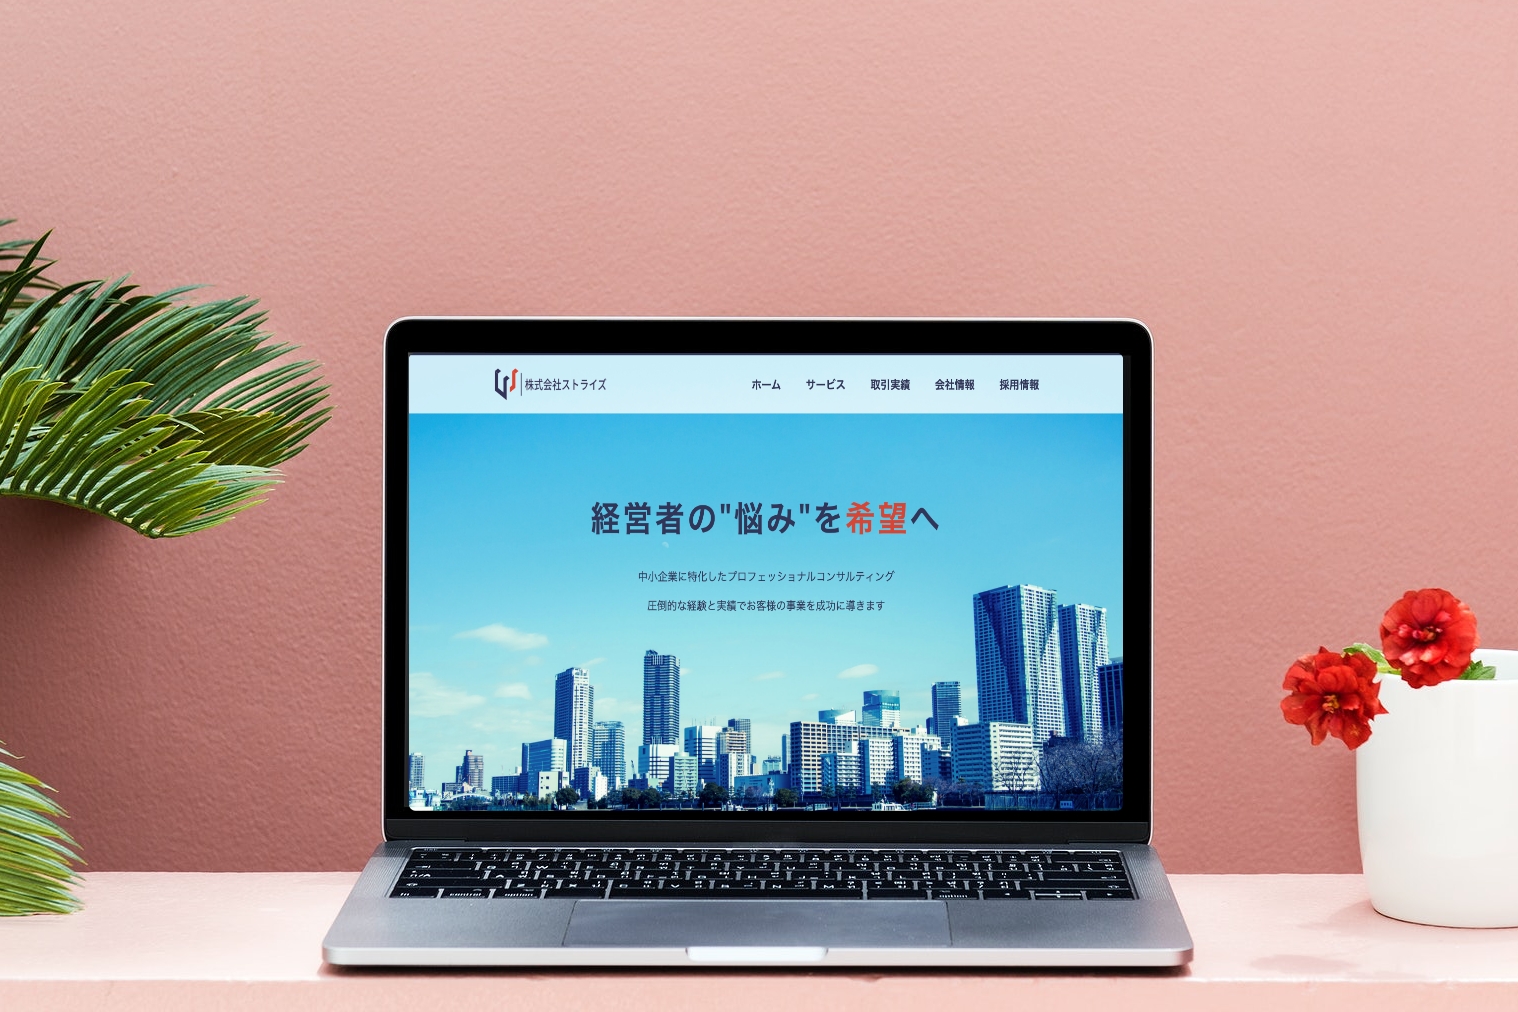 株式会社ストライズ
ホーム サービス 取引実績 会社情報 採用情報
経営者の"悩み"を希望へ
中小企業に特化したプロフェッショナルコンサルティング
圧倒的な経験と実績でお客様の事業を成功に導きます
control option option